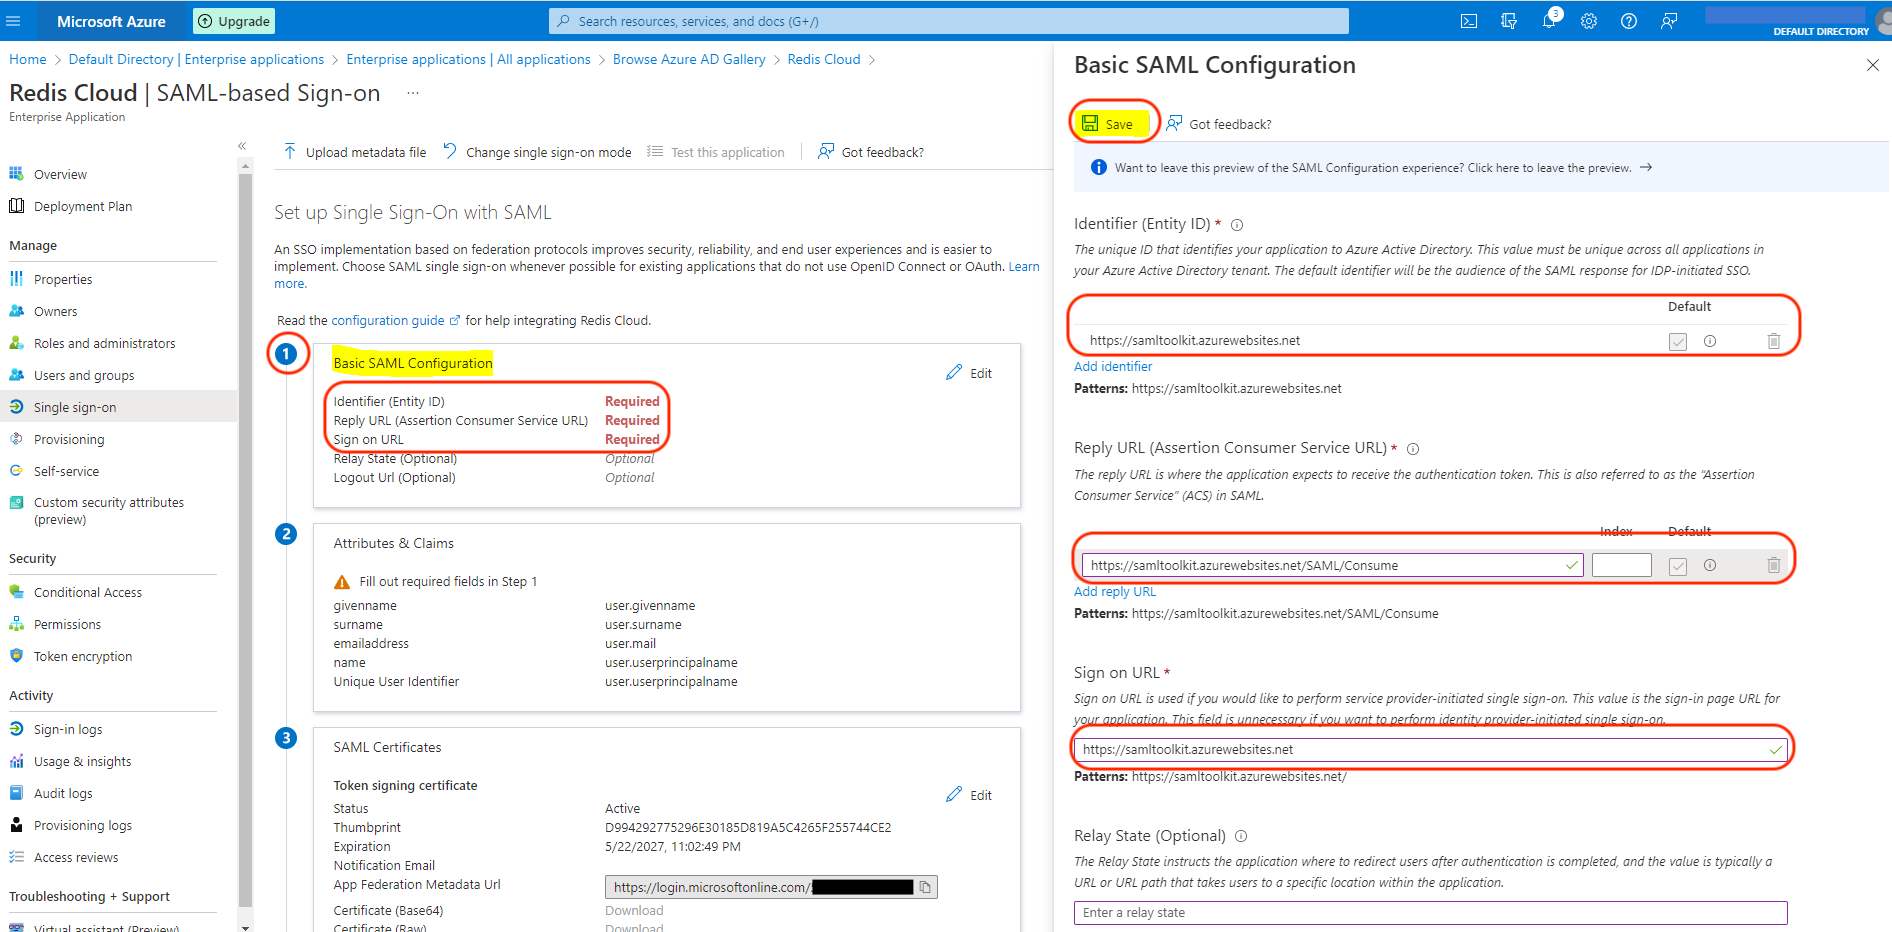 Microsoft Azure
Upgrade
Search resources, services, and docs (G+/)
3
DEFAULT DIRECTORY
Home > Default Directory | Enterprise applications > Enterprise applications | All applications > Browse Azure AD Gallery > Redis Cloud >
Redis Cloud | SAML-based Sign-on ...
Enterprise Application
«
Overview
Deployment Plan
Manage
Properties
Owners
Roles and administrators
Users and groups
Single sign-on
Provisioning
Self-service
Custom security attributes
(preview)
Security
Conditional Access
Permissions
Token encryption
Activity
Sign-in logs
Usage & insights
Audit logs
Provisioning logs
Access reviews
Troubleshooting + Support
Virtual assistant (Preview)
Upload metadata file Change single sign-on mode Test this application | Got feedback?
Set up Single Sign-On with SAML
An SSO implementation based on federation protocols improves security, reliability, and end user experiences and is easier to
implement. Choose SAML single sign-on whenever possible for existing applications that do not use OpenID Connect or OAuth. Learn
more.
Read the configuration guide for help integrating Redis Cloud.
1
Basic SAML Configuration
Edit
Identifier (Entity ID) Required
Reply URL (Assertion Consumer Service URL) Required
Sign on URL Required
Relay State (Optional) Optional
Logout Url (Optional) Optional
2
Attributes & Claims
Fill out required fields in Step 1
givenname user.givenname
surname user.surname
emailaddress user.mail
name user.userprincipalname
Unique User Identifier user.userprincipalname
3
SAML Certificates
Token signing certificate
Edit
Status Active
Thumbprint D994292775296E30185D819A5C4265F255744CE2
Expiration 5/22/2027, 11:02:49 PM
Notification Email
App Federation Metadata Url https://login.microsoftonline.com/
Certificate (Base64) Download
Certificate (Raw) Download
Basic SAML Configuration
Save Got feedback?
Want to leave this preview of the SAML Configuration experience? Click here to leave the preview. →
Identifier (Entity ID) *
The unique ID that identifies your application to Azure Active Directory. This value must be unique across all applications in
your Azure Active Directory tenant. The default identifier will be the audience of the SAML response for IDP-initiated SSO.
Default
https://samltoolkit.azurewebsites.net
Add identifier
Patterns: https://samltoolkit.azurewebsites.net
Reply URL (Assertion Consumer Service URL) *
The reply URL is where the application expects to receive the authentication token. This is also referred to as the "Assertion
Consumer Service" (ACS) in SAML.
Index Default
https://samltoolkit.azurewebsites.net/SAML/Consume
Add reply URL
Patterns: https://samltoolkit.azurewebsites.net/SAML/Consume
Sign on URL *
Sign on URL is used if you would like to perform service provider-initiated single sign-on. This value is the sign-in page URL for
your application. This field is unnecessary if you want to perform identity provider-initiated single sign-on.
https://samltoolkit.azurewebsites.net
Patterns: https://samltoolkit.azurewebsites.net/
Relay State (Optional)
The Relay State instructs the application where to redirect users after authentication is completed, and the value is typically a
URL or URL path that takes users to a specific location within the application.
Enter a relay state